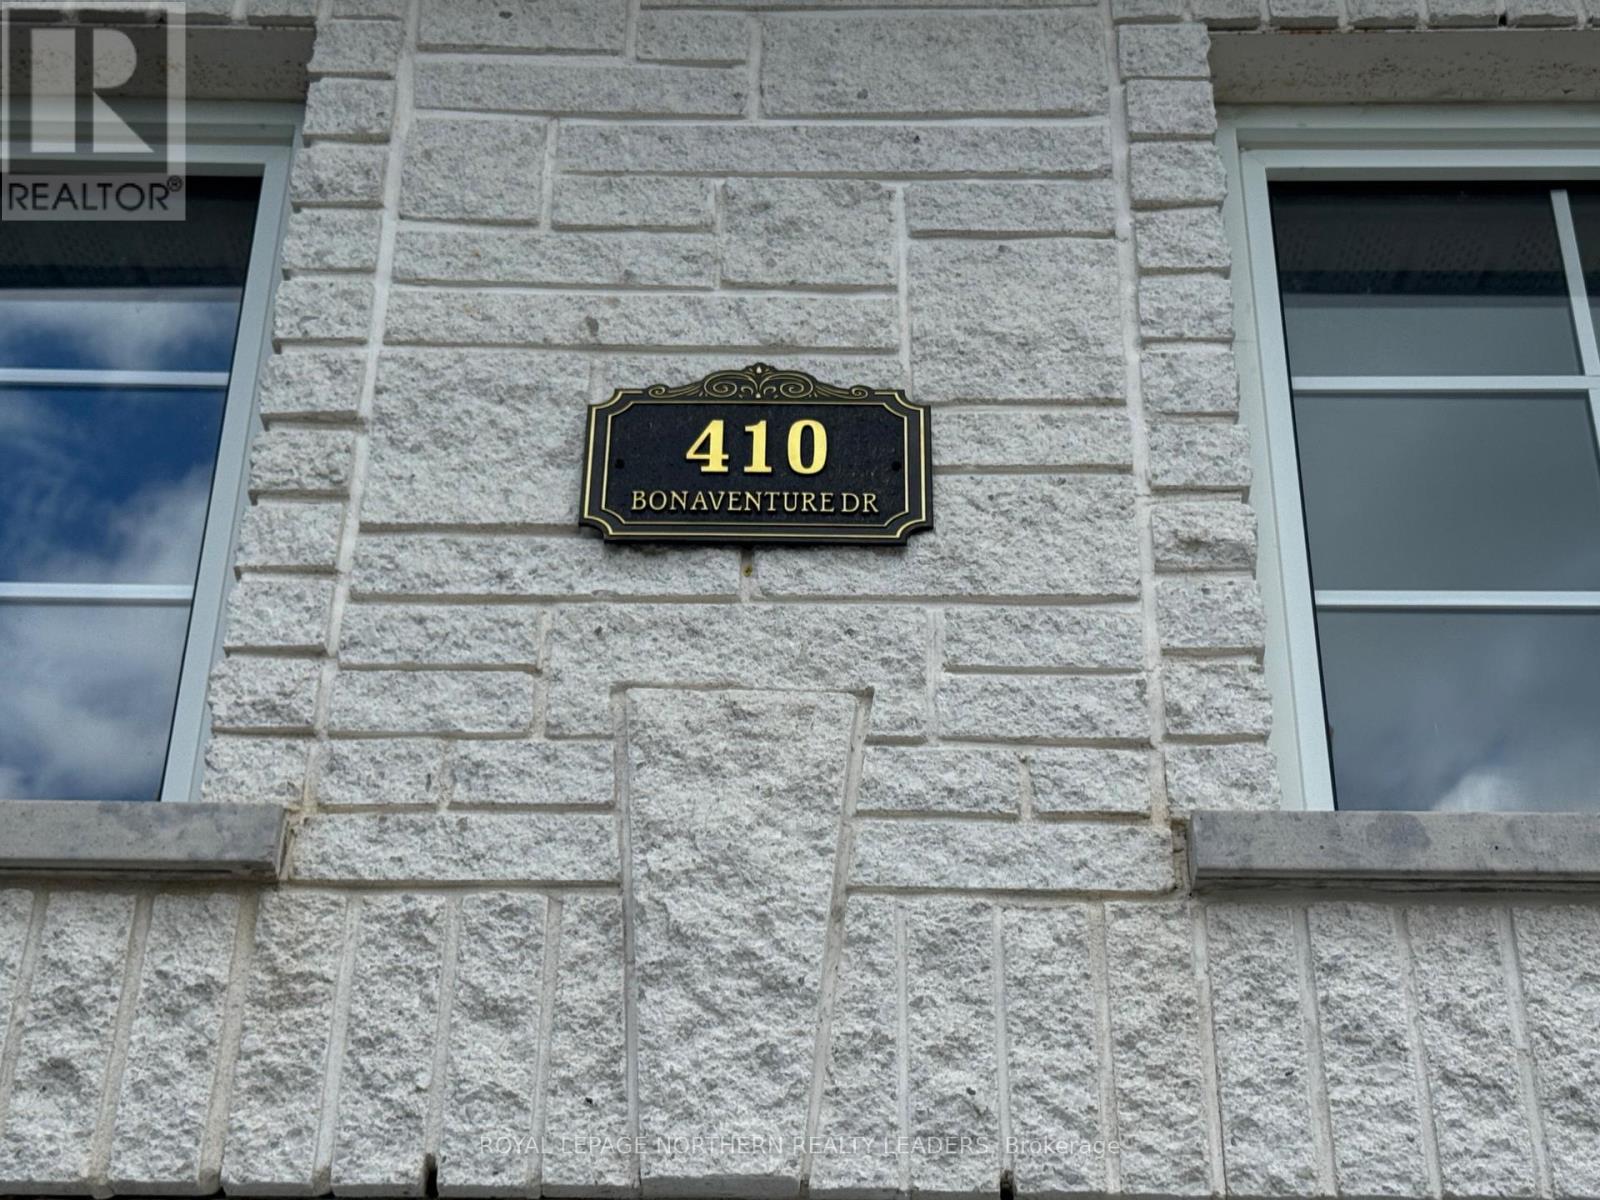 REALTOR®
410
BONAVENTURE DR
ROYAL LEPAGE NORTHERN REALTY LEADERS, Brokerage